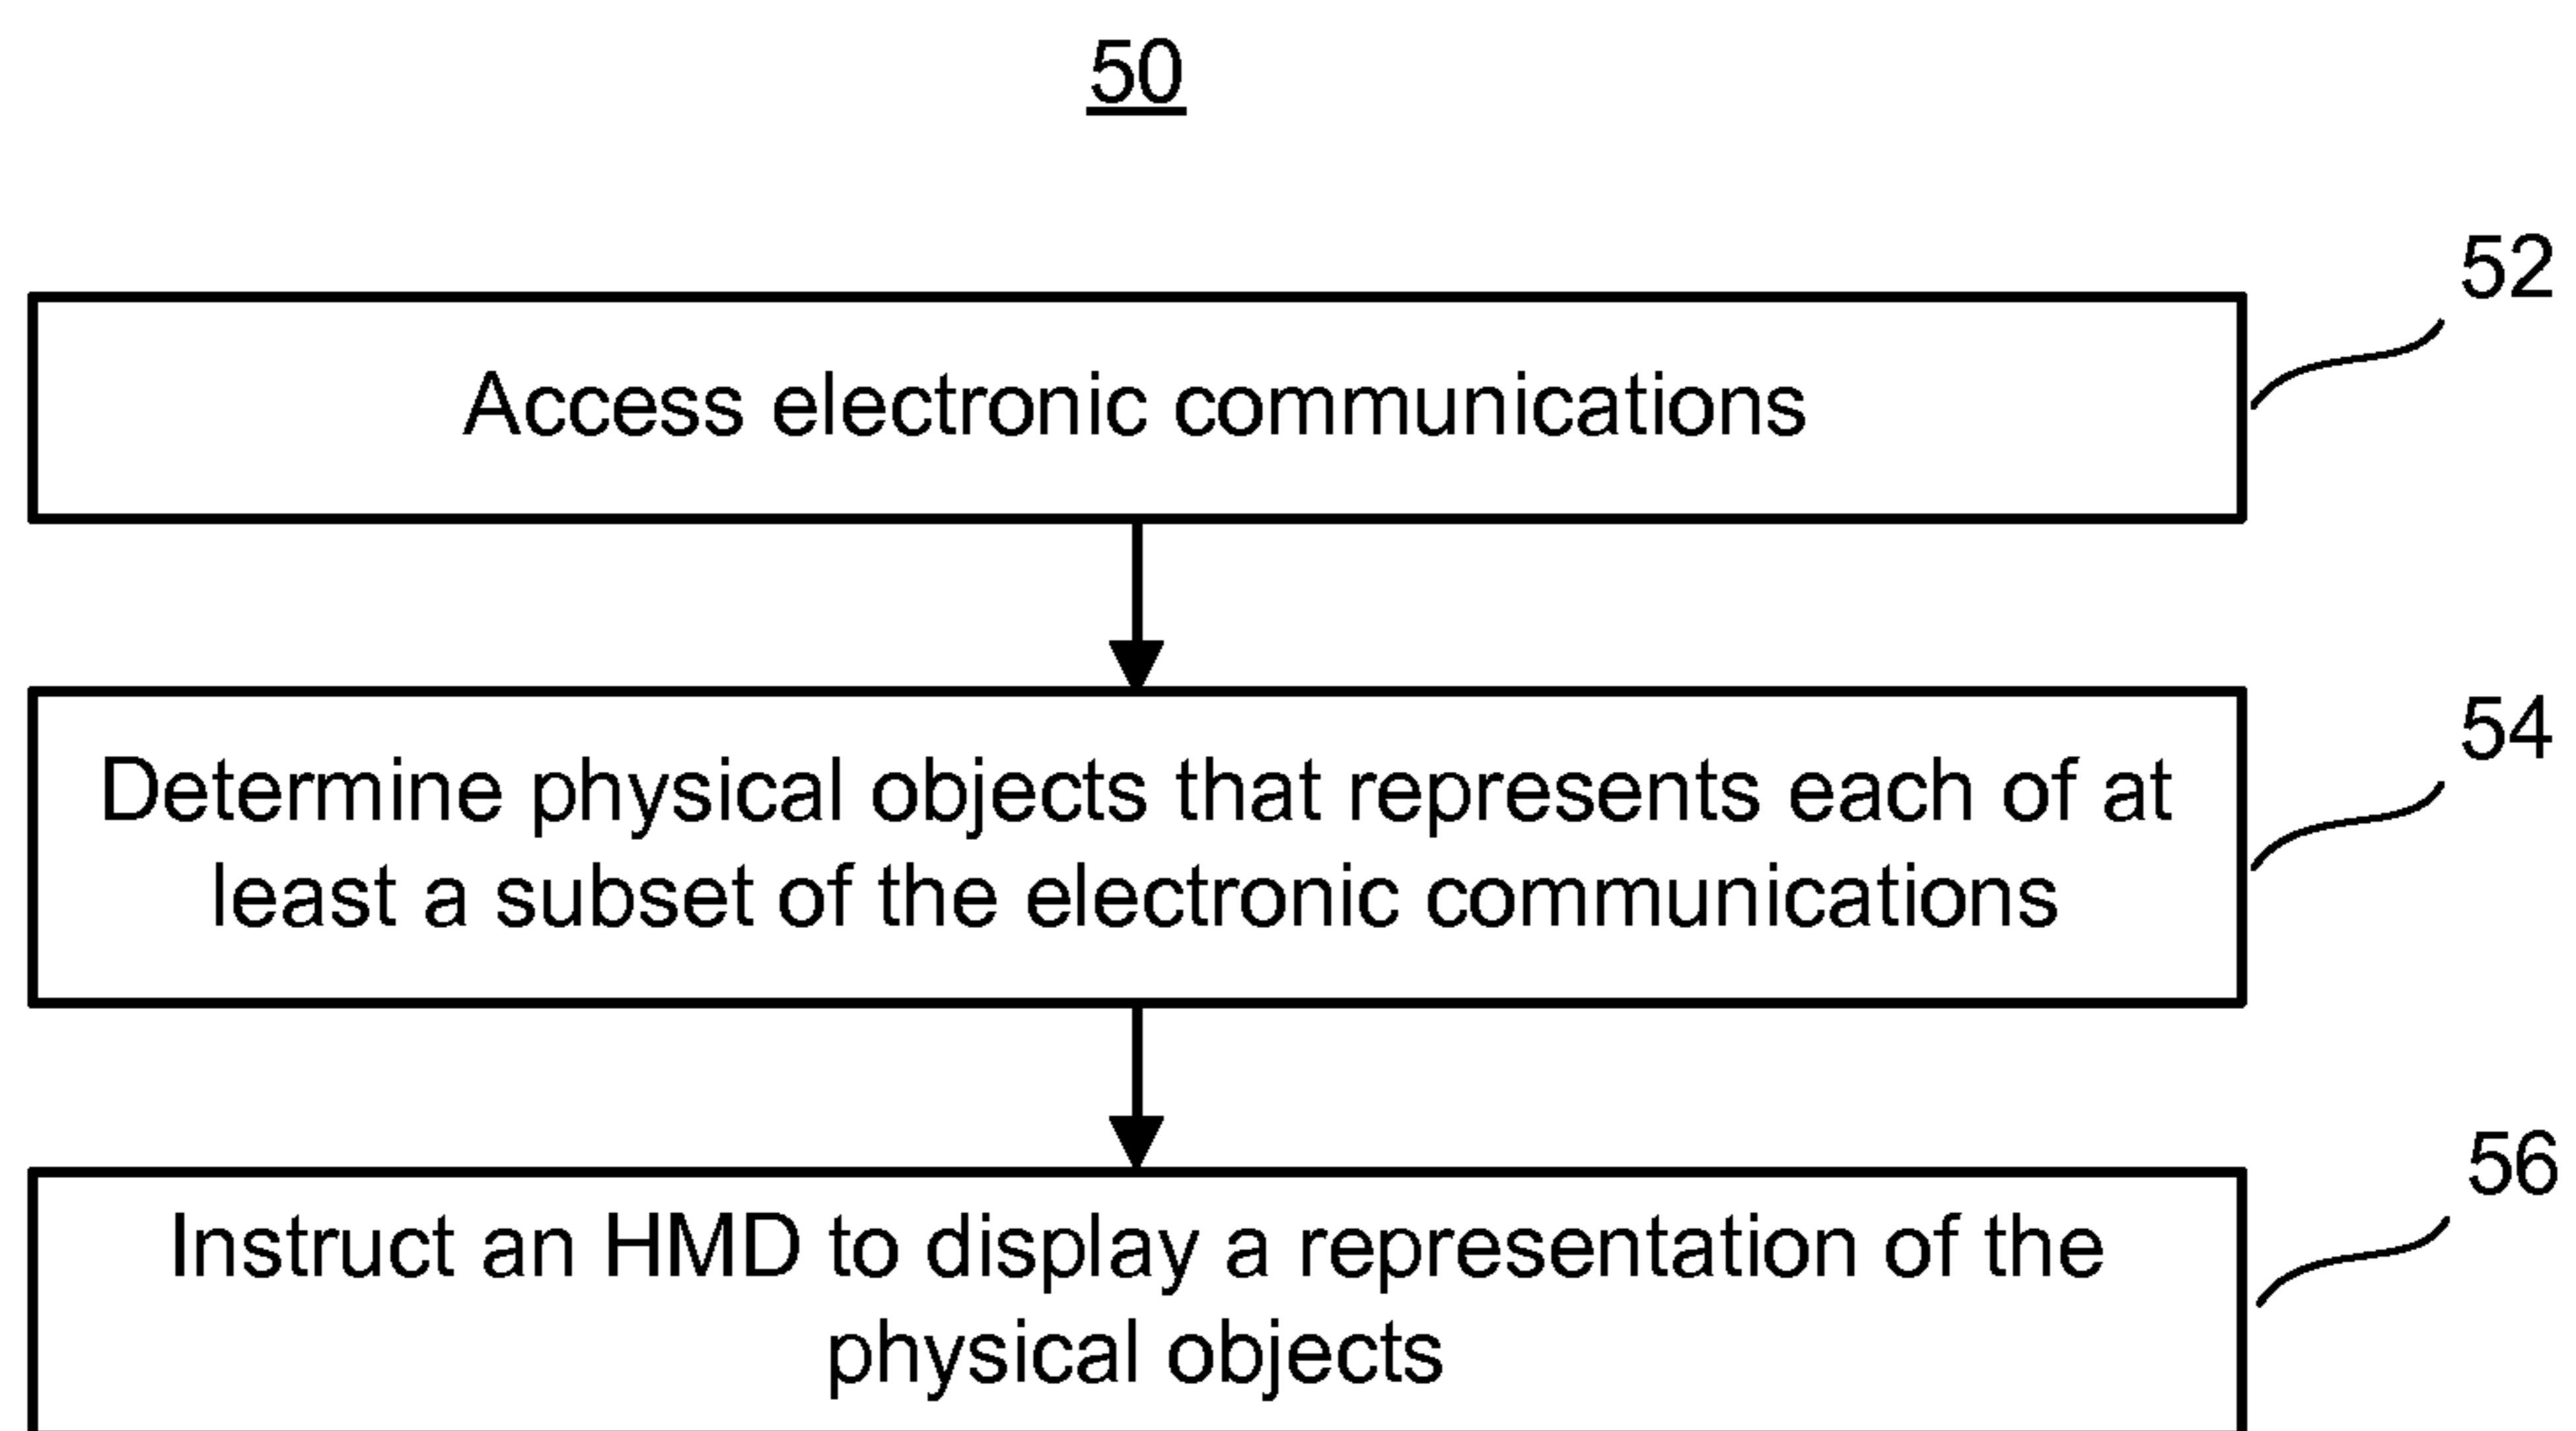 50
52
Access electronic communications
54
Determine physical objects that represents each of at
least a subset of the electronic communications
56
Instruct an HMD to display a representation of the
physical objects